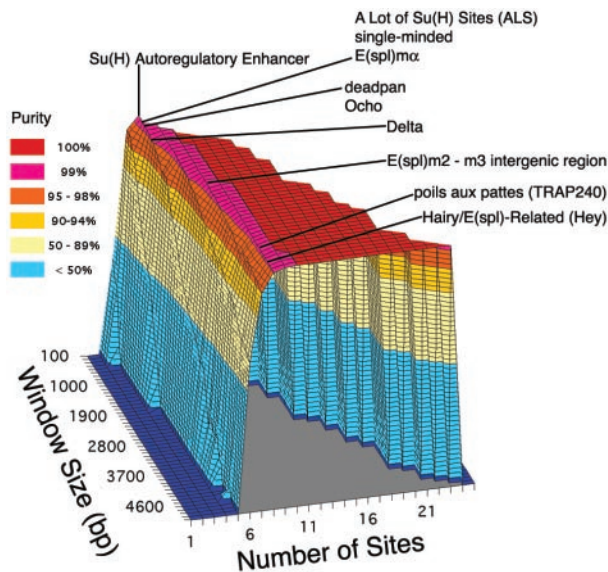 A Lot of Su(H) Sites (ALS)
single-minded
E(spl)mα
Su(H) Autoregulatory Enhancer
deadpan
Ocho
Delta
E(spl)m2 - m3 intergenic region
poils aux pattes (TRAP240)
Hairy/E(spl)-Related (Hey)
Purity
100%
99%
95 - 98%
90-94%
50 - 89%
< 50%
100
1000
1900
2800
3700
4600
Window Size (bp)
1 6 11 16 21
Number of Sites